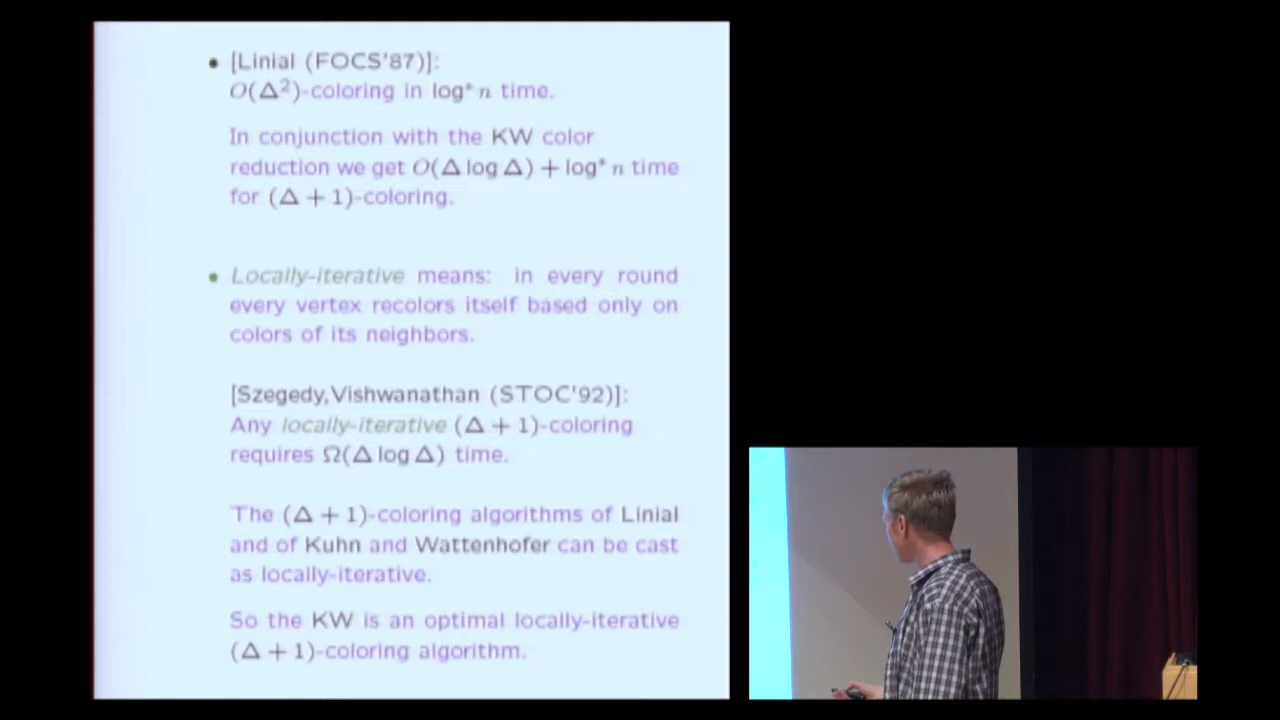 • [Linial (FOCS'87)]:
O(Δ²)-coloring in log* n time.
In conjunction with the KW color
reduction we get O(Δ log Δ) + log* n time
for (Δ + 1)-coloring.
• Locally-iterative means: in every round
every vertex recolors itself based only on
colors of its neighbors.
[Szegedy,Vishwanathan (STOC'92)]:
Any locally-iterative (Δ + 1)-coloring
requires Ω(Δ log Δ) time.
The (Δ + 1)-coloring algorithms of Linial
and of Kuhn and Wattenhofer can be cast
as locally-iterative.
So the KW is an optimal locally-iterative
(Δ + 1)-coloring algorithm.